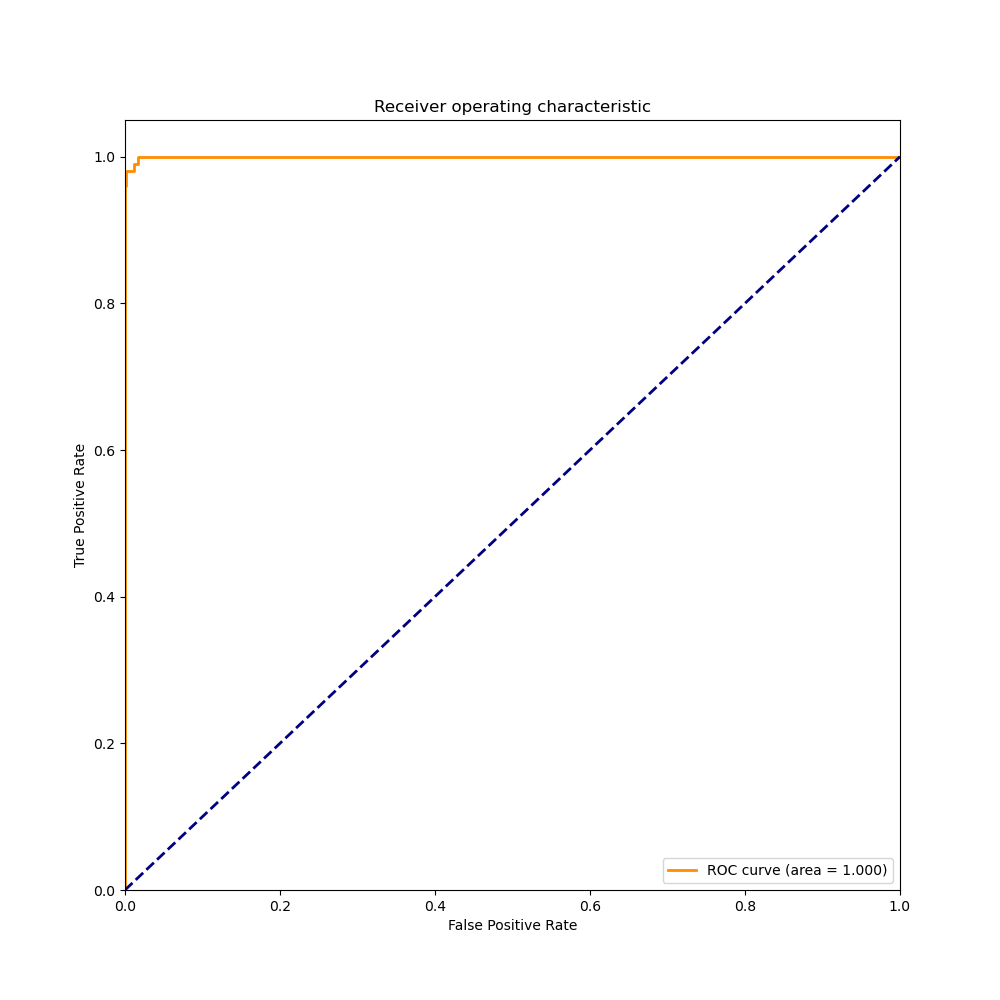 Receiver operating characteristic
True Positive Rate
1.0
0.8
0.6
0.4
0.2
0.0
0.0 0.2 0.4 0.6 0.8 1.0
False Positive Rate
ROC curve (area = 1.000)